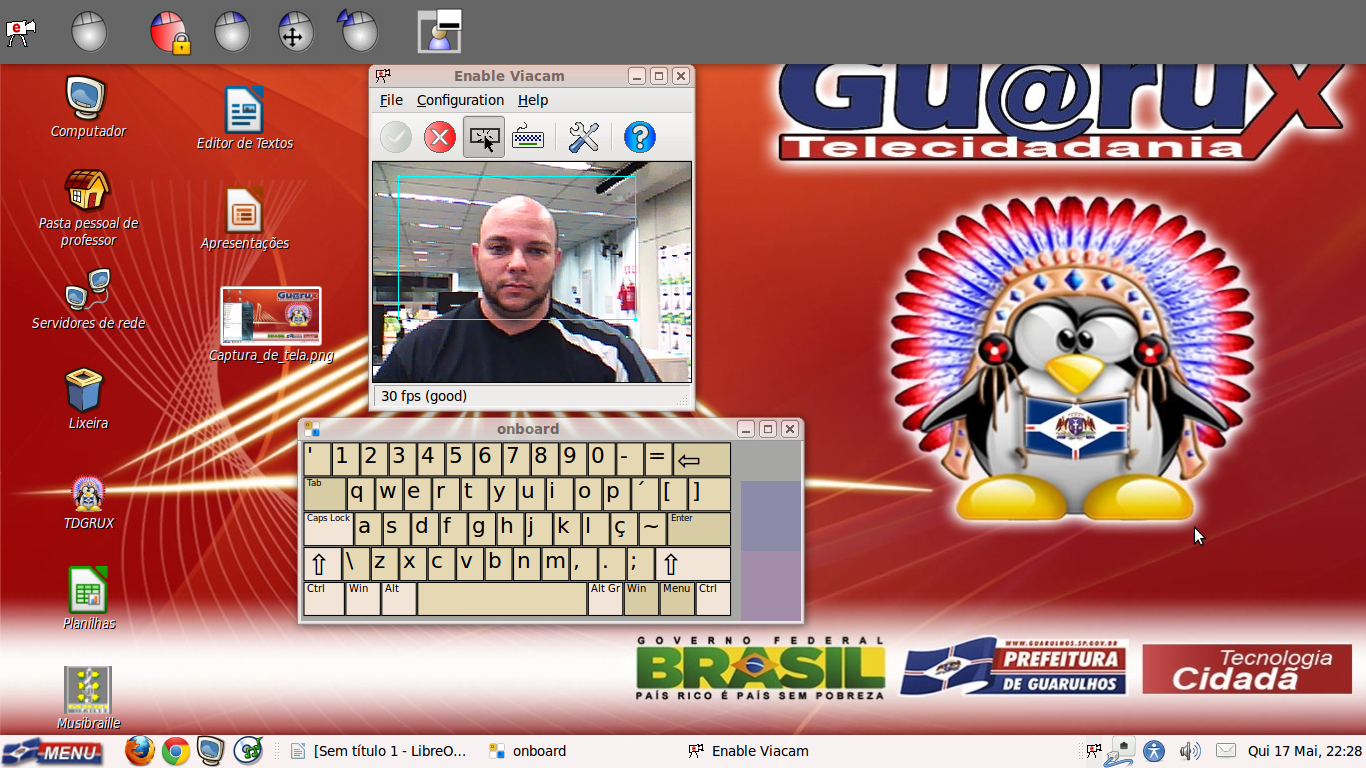 Gu@rux
Telecidadania
Computador
Editor de Textos
Pasta pessoal de
professor
Apresentações
Servidores de rede
Captura_de_tela.png
Lixeira
TDGRUX
Planilhas
Musibraille
Enable Viacam
File Configuration Help
30 fps (good)
onboard
' 1 2 3 4 5 6 7 8 9 0 - = ⇦
Tab q w e r t y u i o p ´ [ ]
Caps Lock a s d f g h j k l ç ~ Enter
⇧ \ z x c v b n m , . ; ⇧
Ctrl Win Alt Alt Gr Win Menu Ctrl
GOVERNO FEDERAL
BRASIL
PAÍS RICO É PAÍS SEM POBREZA
WWW.GUARULHOS.SP.GOV.BR
PREFEITURA
DE GUARULHOS
Tecnologia
Cidadã
MENU [Sem título 1 - LibreO... onboard Enable Viacam Qui 17 Mai, 22:28